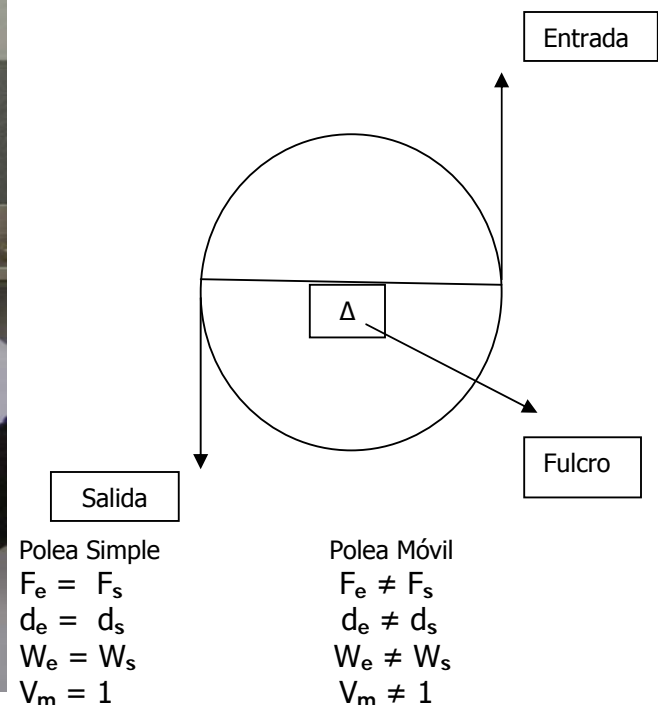 Entrada
Δ
Fulcro
Salida
Polea Simple
Polea Móvil
Fₑ = Fₛ
Fₑ ≠ Fₛ
dₑ = dₛ
dₑ ≠ dₛ
Wₑ = Wₛ
Wₑ ≠ Wₛ
Vₘ = 1
Vₘ ≠ 1